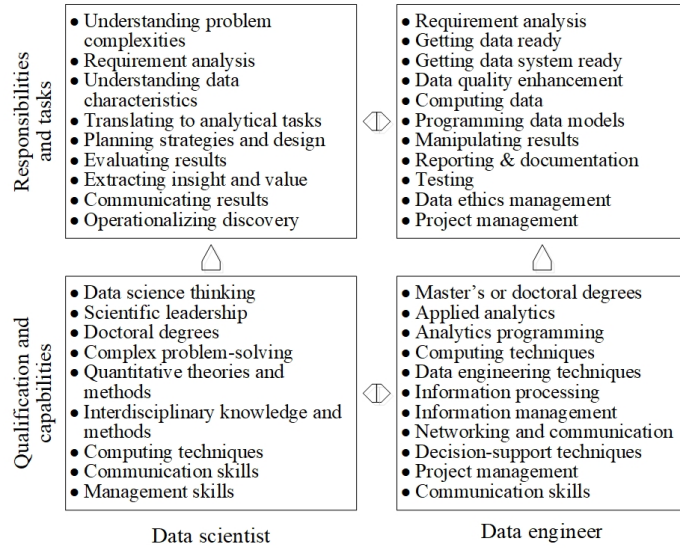 Responsibilities
and tasks
● Understanding problem
complexities
● Requirement analysis
● Understanding data
characteristics
● Translating to analytical tasks
● Planning strategies and design
● Evaluating results
● Extracting insight and value
● Communicating results
● Operationalizing discovery
● Requirement analysis
● Getting data ready
● Getting data system ready
● Data quality enhancement
● Computing data
● Programming data models
● Manipulating results
● Reporting & documentation
● Testing
● Data ethics management
● Project management
Qualification and
capabilities
● Data science thinking
● Scientific leadership
● Doctoral degrees
● Complex problem-solving
● Quantitative theories and
methods
● Interdisciplinary knowledge and
methods
● Computing techniques
● Communication skills
● Management skills
● Master’s or doctoral degrees
● Applied analytics
● Analytics programming
● Computing techniques
● Data engineering techniques
● Information processing
● Information management
● Networking and communication
● Decision-support techniques
● Project management
● Communication skills
Data scientist
Data engineer